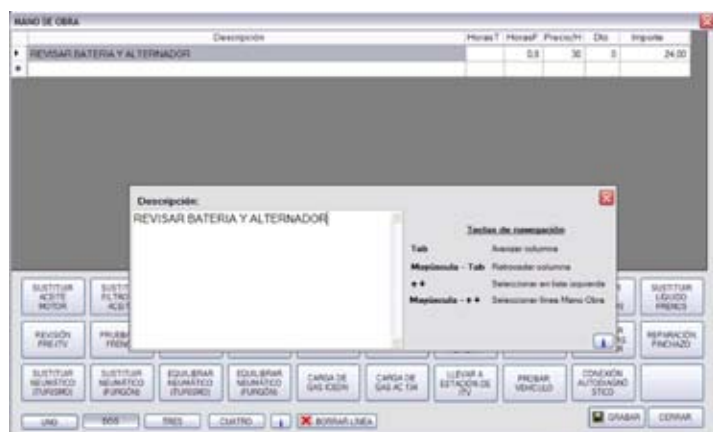 MANO DE OBRA
Descripción HorasT HorasF Precio/H Dto Importe
REVISAR BATERIA Y ALTERNADOR 0,8 30 0 24,00
Descripción:
REVISAR BATERIA Y ALTERNADOR
Teclas de navegación
Tab Avanzar columna
Mayúscula - Tab Retroceder columna
Seleccionar en lista izquierda
Mayúscula - Seleccionar línea Mano Obra
SUSTITUIR ACEITE MOTOR
SUSTITUIR LÍQUIDO FRENOS
REVISIÓN PRE-ITV
REPARACIÓN PINCHAZO
SUSTITUIR NEUMÁTICO (TURISMO)
SUSTITUIR NEUMÁTICO (FURGÓN)
EQUILIBRAR NEUMÁTICO (TURISMO)
EQUILIBRAR NEUMÁTICO (FURGÓN)
CARGA DE GAS
CARGA DE GAS AC
LLEVAR A ESTACIÓN DE ITV
PROBAR VEHÍCULO
CONEXIÓN AUTODIAGNÓSTICO
UNO DOS TRES CUATRO i BORRAR LÍNEA GRABAR CERRAR